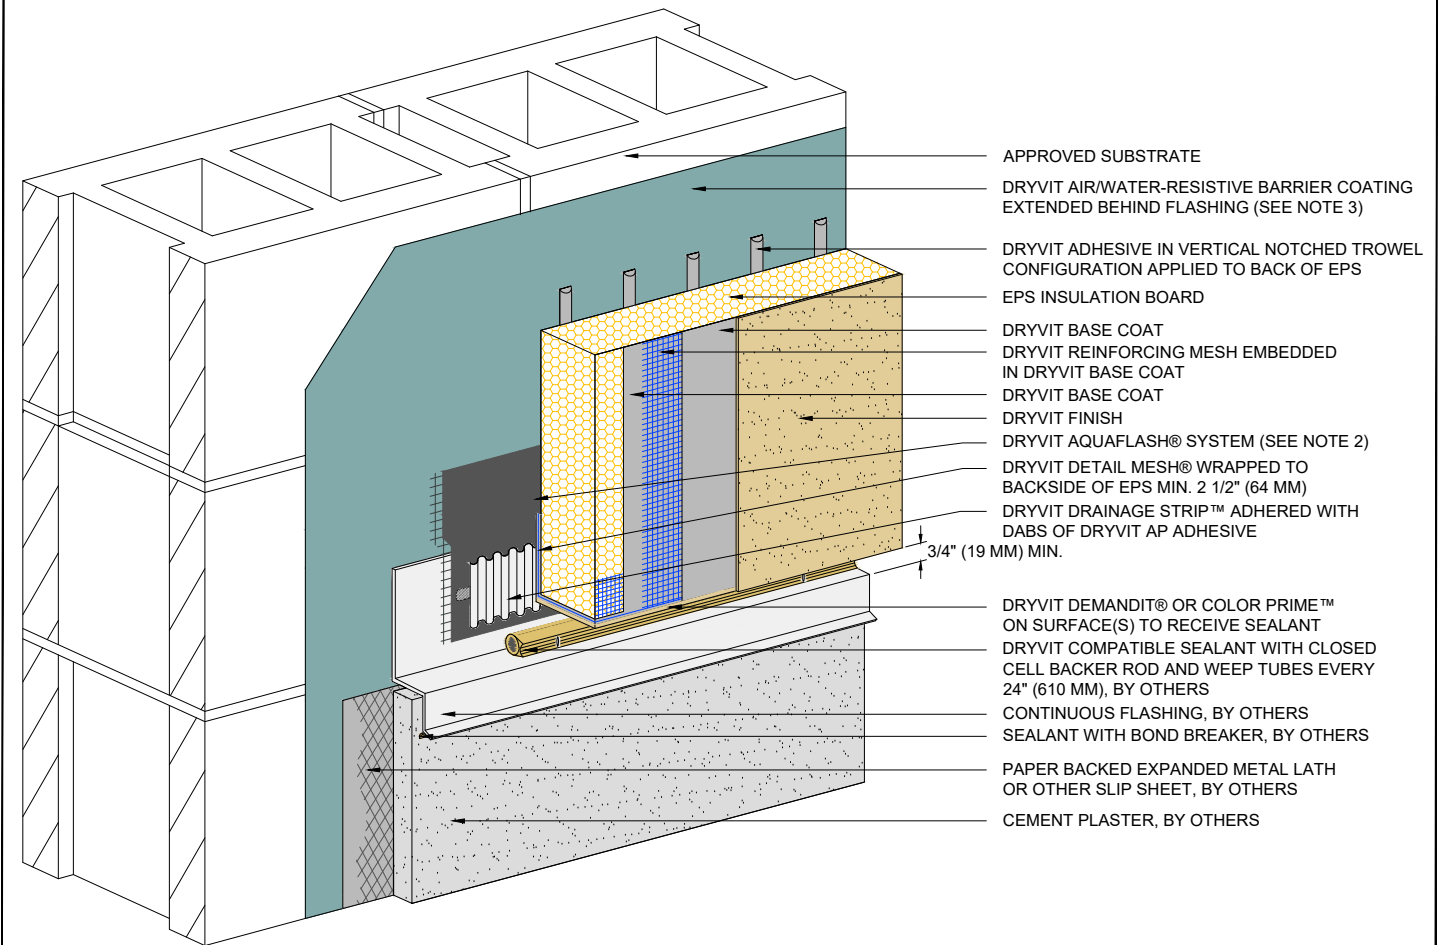 APPROVED SUBSTRATE
DRYVIT AIR/WATER-RESISTIVE BARRIER COATING
EXTENDED BEHIND FLASHING (SEE NOTE 3)
DRYVIT ADHESIVE IN VERTICAL NOTCHED TROWEL
CONFIGURATION APPLIED TO BACK OF EPS
EPS INSULATION BOARD
DRYVIT BASE COAT
DRYVIT REINFORCING MESH EMBEDDED
IN DRYVIT BASE COAT
DRYVIT BASE COAT
DRYVIT FINISH
DRYVIT AQUAFLASH® SYSTEM (SEE NOTE 2)
DRYVIT DETAIL MESH® WRAPPED TO
BACKSIDE OF EPS MIN. 2 1/2" (64 MM)
DRYVIT DRAINAGE STRIP™ ADHERED WITH
DABS OF DRYVIT AP ADHESIVE
3/4" (19 MM) MIN.
DRYVIT DEMANDIT® OR COLOR PRIME™
ON SURFACE(S) TO RECEIVE SEALANT
DRYVIT COMPATIBLE SEALANT WITH CLOSED
CELL BACKER ROD AND WEEP TUBES EVERY
24" (610 MM), BY OTHERS
CONTINUOUS FLASHING, BY OTHERS
SEALANT WITH BOND BREAKER, BY OTHERS
PAPER BACKED EXPANDED METAL LATH
OR OTHER SLIP SHEET, BY OTHERS
CEMENT PLASTER, BY OTHERS